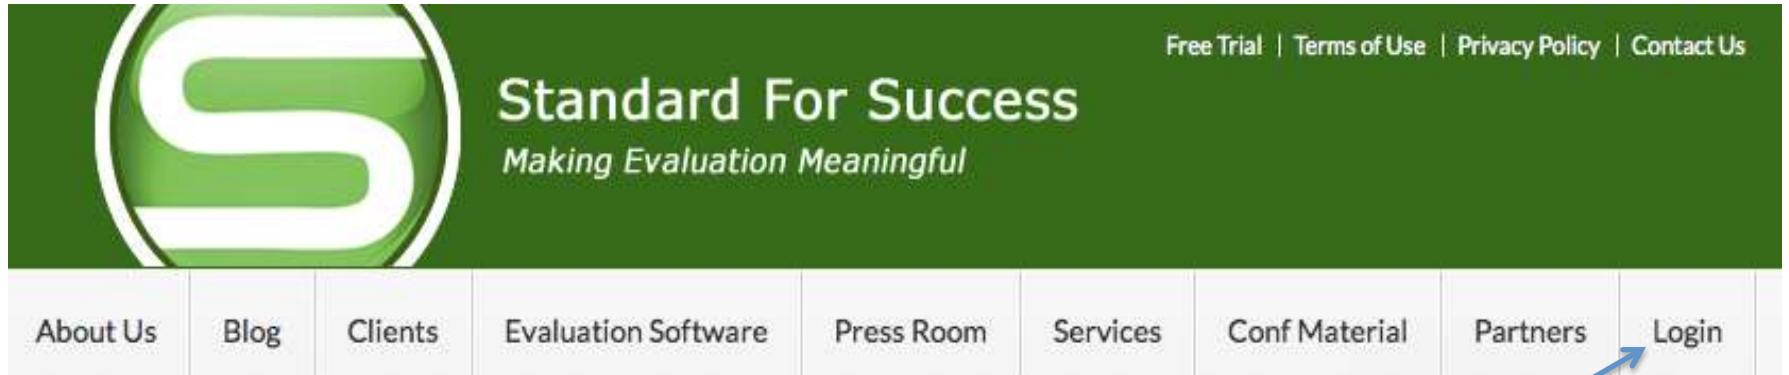 Free Trial | Terms of Use | Privacy Policy | Contact Us
Standard For Success
Making Evaluation Meaningful
About Us Blog Clients Evaluation Software Press Room Services Conf Material Partners Login